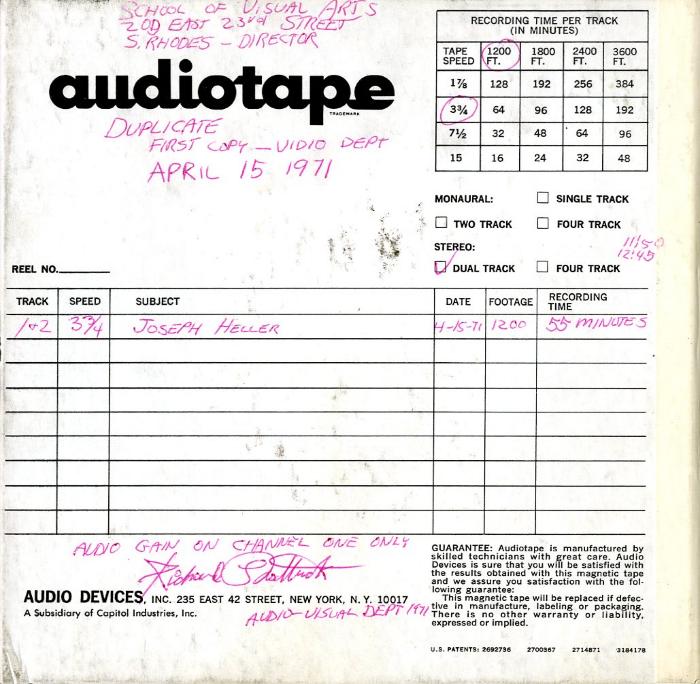 SCHOOL OF VISUAL ARTS
209 EAST 23rd STREET
S. RHODES - DIRECTOR
audiotape
TRADEMARK
DUPLICATE
FIRST COPY - VIDIO DEPT
APRIL 15 1971
RECORDING TIME PER TRACK
(IN MINUTES)
TAPE SPEED 1200 FT. 1800 FT. 2400 FT. 3600 FT.
1⅞ 128 192 256 384
3¾ 64 96 128 192
7½ 32 48 64 96
15 16 24 32 48
MONAURAL: SINGLE TRACK
TWO TRACK FOUR TRACK
STEREO:
DUAL TRACK FOUR TRACK
11:50
12:45
REEL NO.
TRACK SPEED SUBJECT DATE FOOTAGE RECORDING TIME
1+2 3¾ JOSEPH HELLER 4-15-71 1200 55 MINUTES
AUDIO GAIN ON CHANNEL ONE ONLY
Richard
AUDIO DEVICES, INC. 235 EAST 42 STREET, NEW YORK, N.Y. 10017
A Subsidiary of Capitol Industries, Inc.
AUDIO-VISUAL DEPT 1971
GUARANTEE: Audiotape is manufactured by
skilled technicians with great care. Audio
Devices is sure that you will be satisfied with
the results obtained with this magnetic tape
and we assure you satisfaction with the fol-
lowing guarantee:
This magnetic tape will be replaced if defec-
tive in manufacture, labeling or packaging.
There is no other warranty or liability,
expressed or implied.
U.S. PATENTS: 2692736 2700367 2714871 3184178